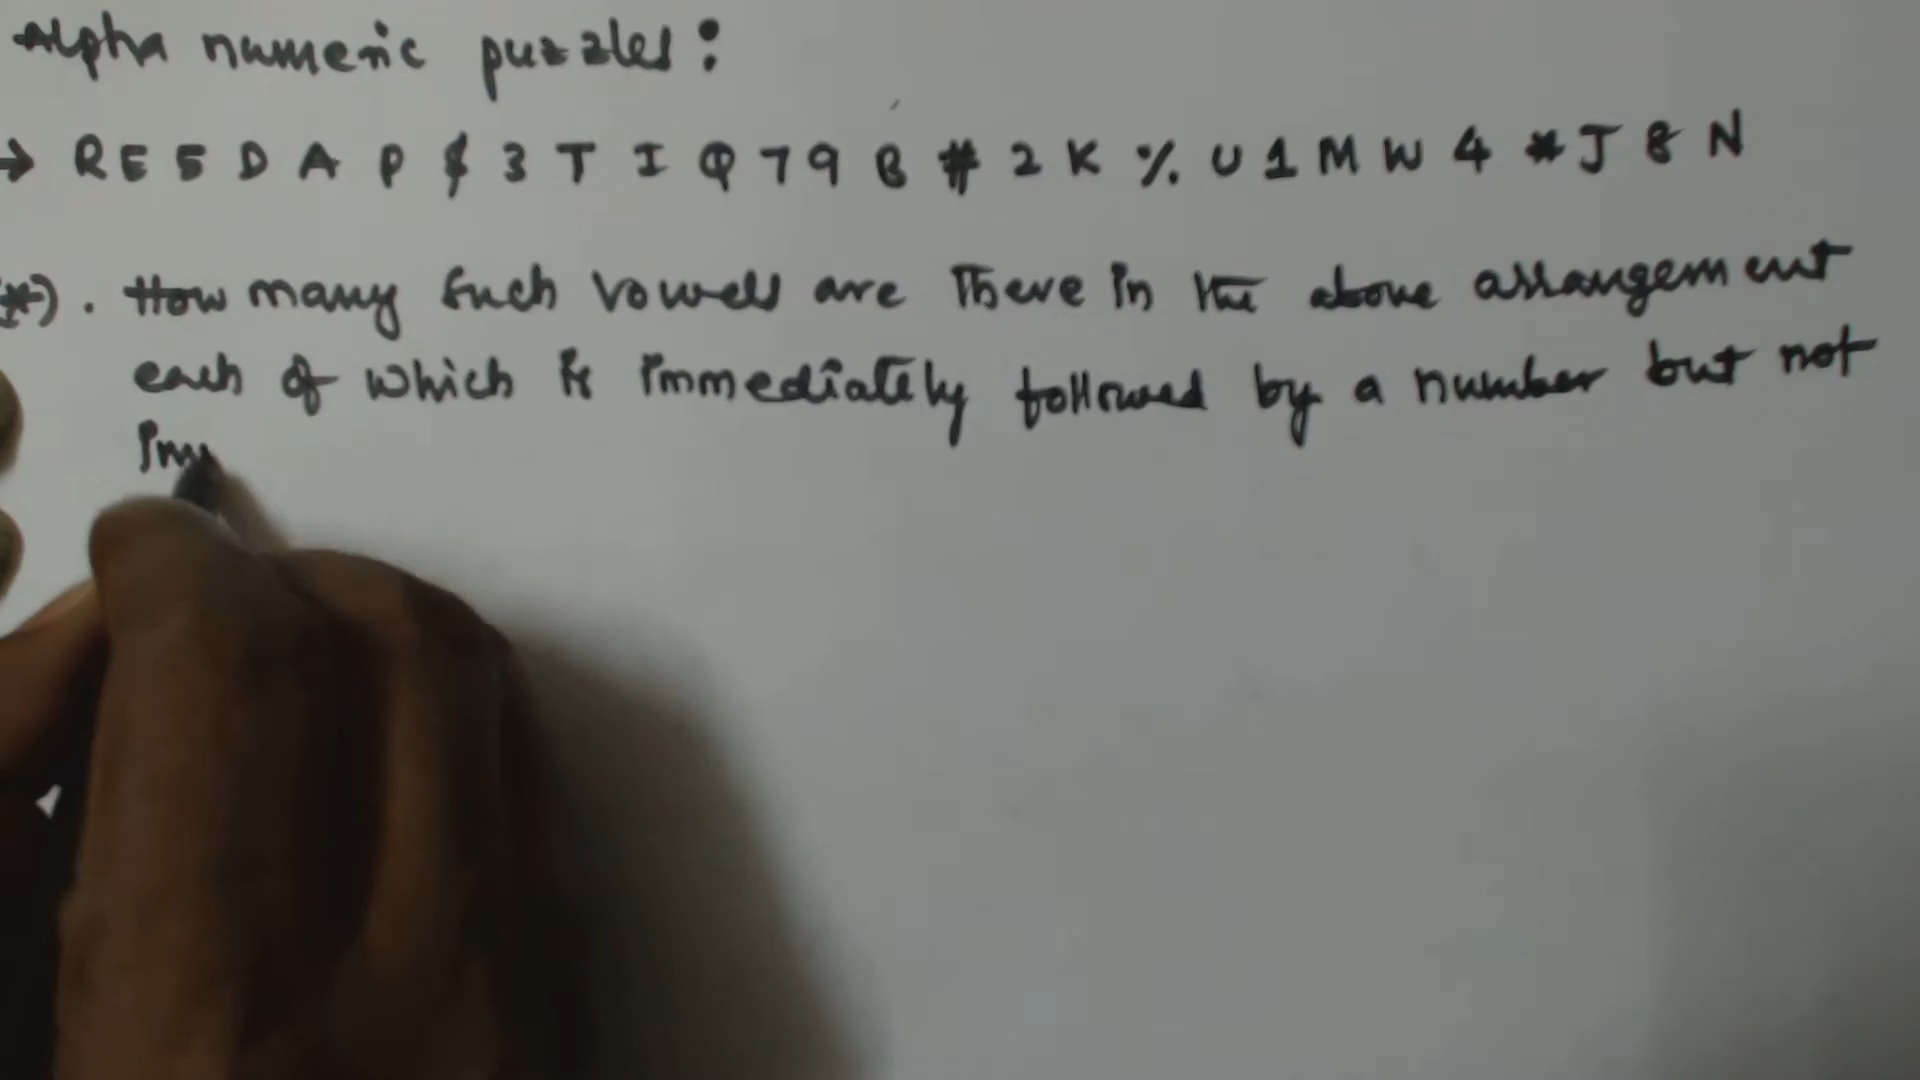 Alpha numeric puzzles:
→ R E 5 D A P $ 3 T I Q 7 9 B # 2 K % U 1 M W 4 * J 8 N
(*). How many such vowels are there in the above arrangement
each of which is immediately followed by a number but not
imm